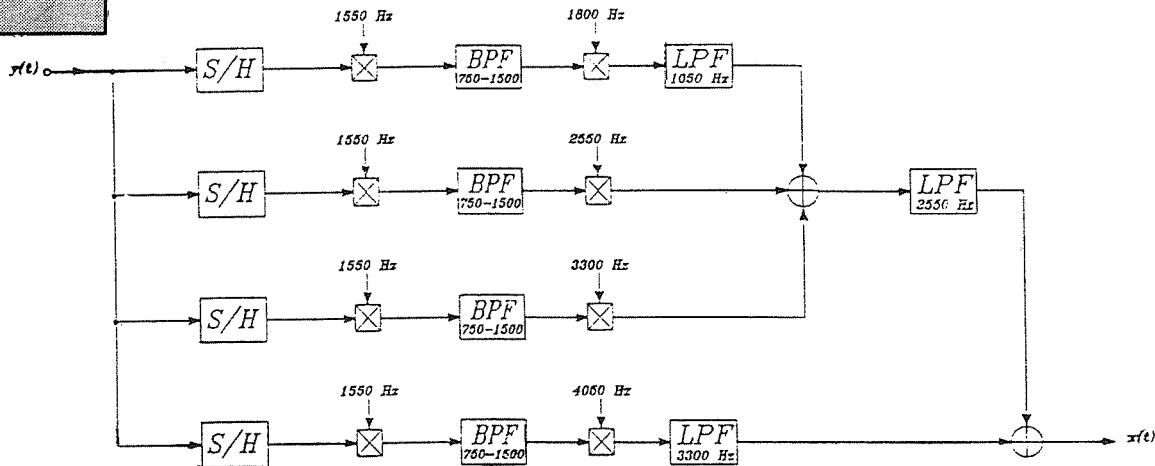 1550 Hz 1800 Hz
y(t) S/H BPF LPF
750-1500 1050 Hz
1550 Hz 2550 Hz
S/H BPF LPF
750-1500 2550 Hz
1550 Hz 3300 Hz
S/H BPF
750-1500
1550 Hz 4050 Hz
S/H BPF LPF x(t)
750-1500 3300 Hz